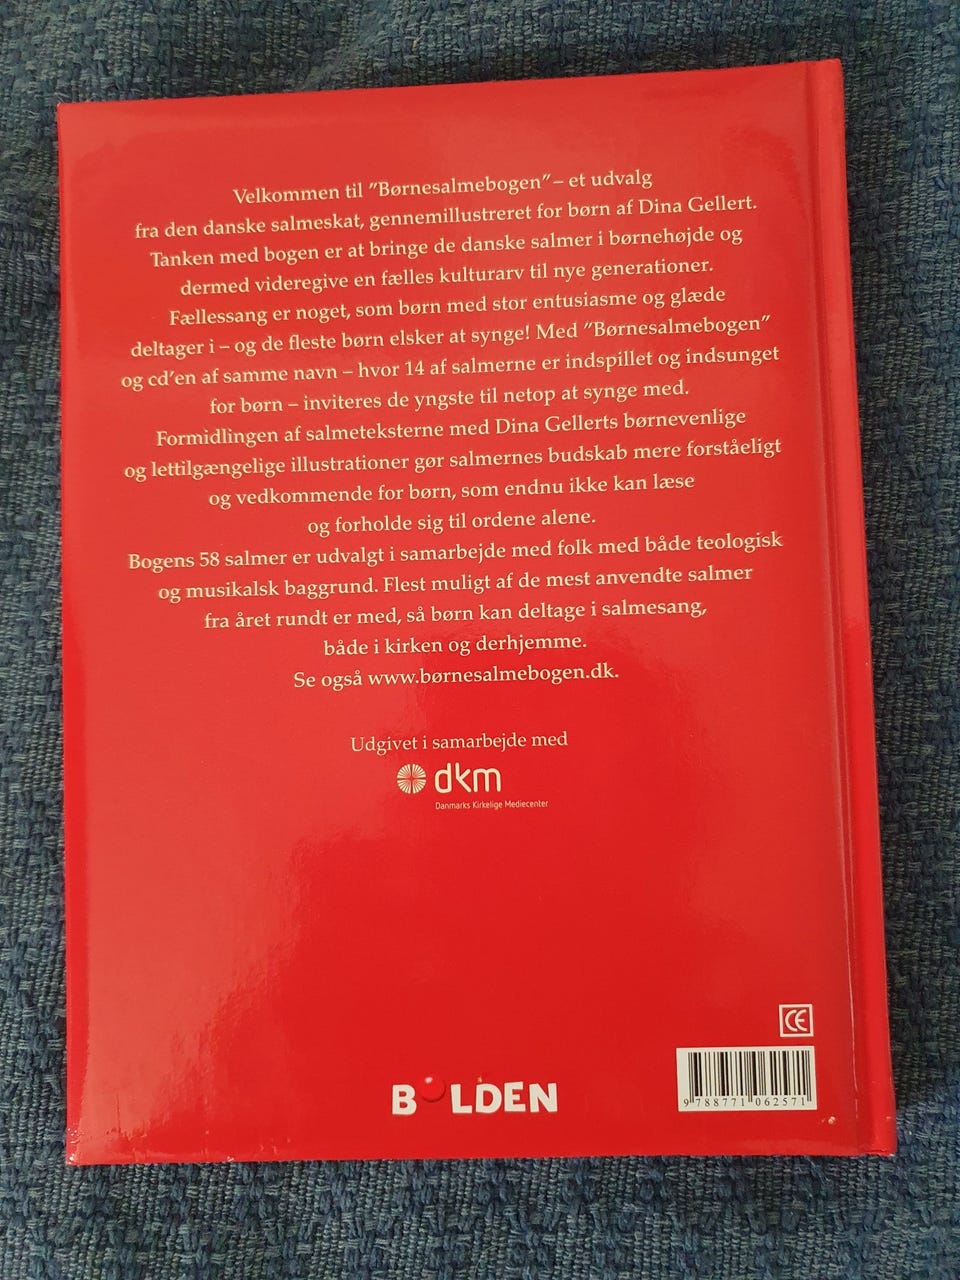 Velkommen til ”Børnesalmebogen” – et udvalg
fra den danske salmeskat, gennemillustreret for børn af Dina Gellert.
Tanken med bogen er at bringe de danske salmer i børnehøjde og
dermed videregive en fælles kulturarv til nye generationer.
Fællessang er noget, som børn med stor entusiasme og glæde
deltager i – og de fleste børn elsker at synge! Med ”Børnesalmebogen”
og cd’en af samme navn – hvor 14 af salmerne er indspillet og indsunget
for børn – inviteres de yngste til netop at synge med.
Formidlingen af salmeteksterne med Dina Gellerts børnevenlige
og lettilgængelige illustrationer gør salmernes budskab mere forståeligt
og vedkommende for børn, som endnu ikke kan læse
og forholde sig til ordene alene.
Bogens 58 salmer er udvalgt i samarbejde med folk med både teologisk
og musikalsk baggrund. Flest muligt af de mest anvendte salmer
fra året rundt er med, så børn kan deltage i salmesang,
både i kirken og derhjemme.
Se også www.børnesalmebogen.dk.
Udgivet i samarbejde med
dkm
Danmarks Kirkelige Mediecenter
CE
BOLDEN
9 788771 062571